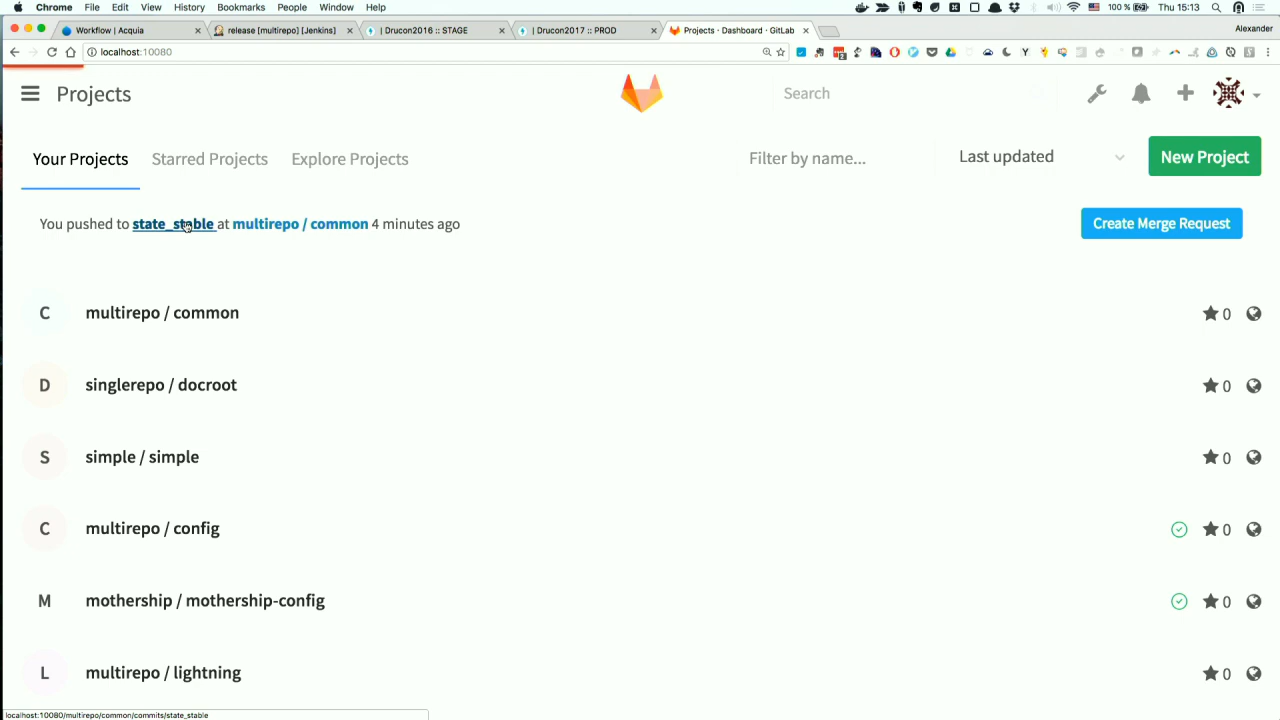 Chrome File Edit View History Bookmarks People Window Help 100 % Thu 15:13
Workflow | Acquia release [multirepo] [Jenkins] | Drucon2016 :: STAGE | Drucon2017 :: PROD Projects · Dashboard · GitLab Alexander
localhost:10080
Projects Search
Your Projects Starred Projects Explore Projects Filter by name... Last updated New Project
You pushed to state_stable at multirepo / common 4 minutes ago Create Merge Request
C multirepo / common 0
D singlerepo / docroot 0
S simple / simple 0
C multirepo / config 0
M mothership / mothership-config 0
L multirepo / lightning 0
localhost:10080/multirepo/common/commits/state_stable